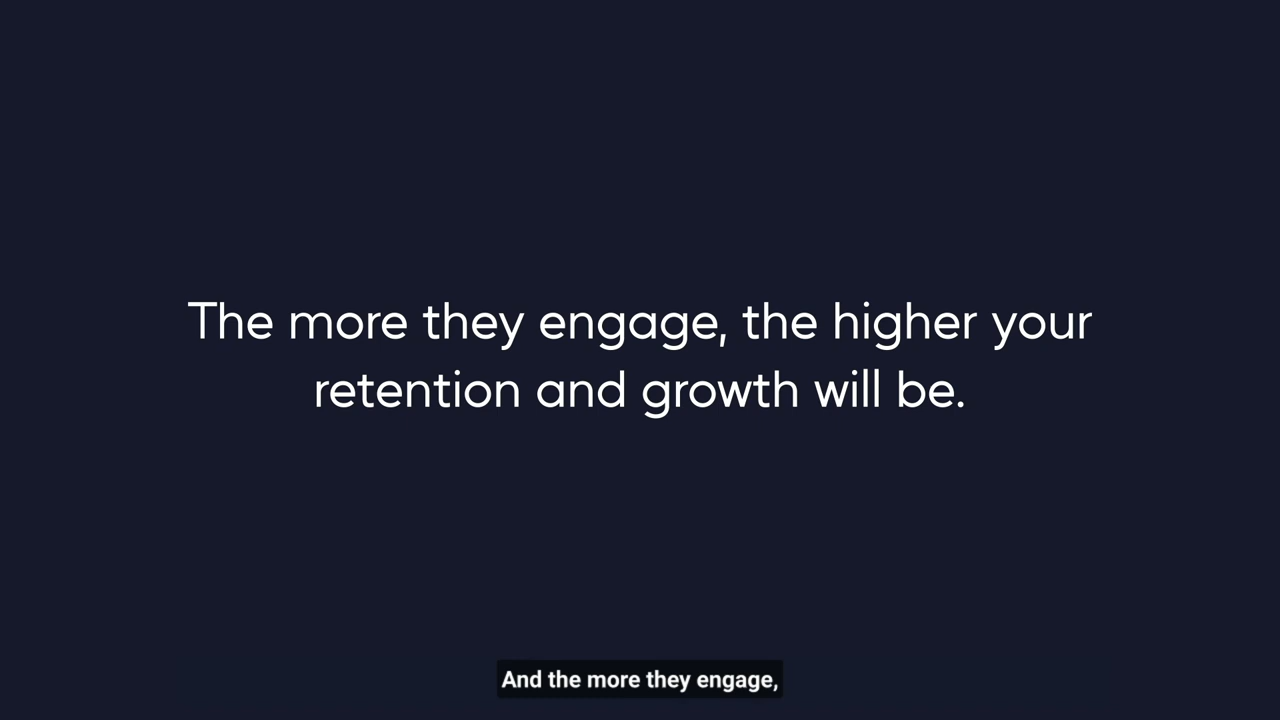 The more they engage, the higher your
retention and growth will be.
And the more they engage,